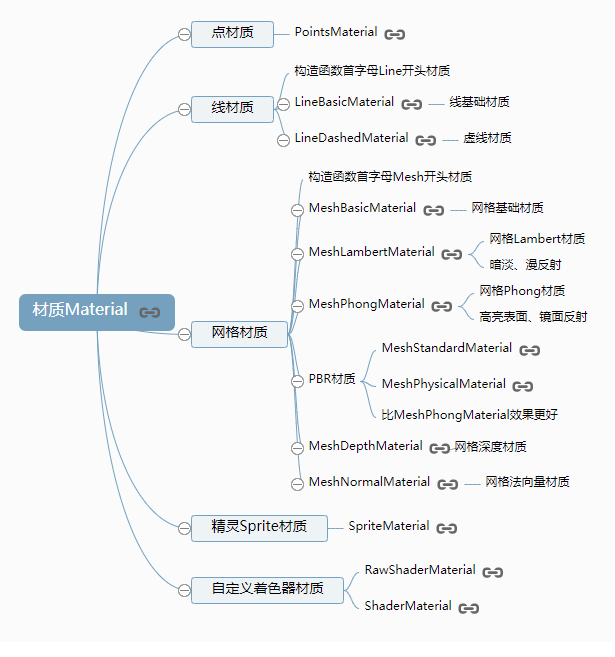 材质Material
点材质
PointsMaterial
线材质
构造函数首字母Line开头材质
LineBasicMaterial
线基础材质
LineDashedMaterial
虚线材质
网格材质
构造函数首字母Mesh开头材质
MeshBasicMaterial
网格基础材质
MeshLambertMaterial
网格Lambert材质
暗淡、漫反射
MeshPhongMaterial
网格Phong材质
高亮表面、镜面反射
PBR材质
MeshStandardMaterial
MeshPhysicalMaterial
比MeshPhongMaterial效果更好
MeshDepthMaterial
网格深度材质
MeshNormalMaterial
网格法向量材质
精灵Sprite材质
SpriteMaterial
自定义着色器材质
RawShaderMaterial
ShaderMaterial